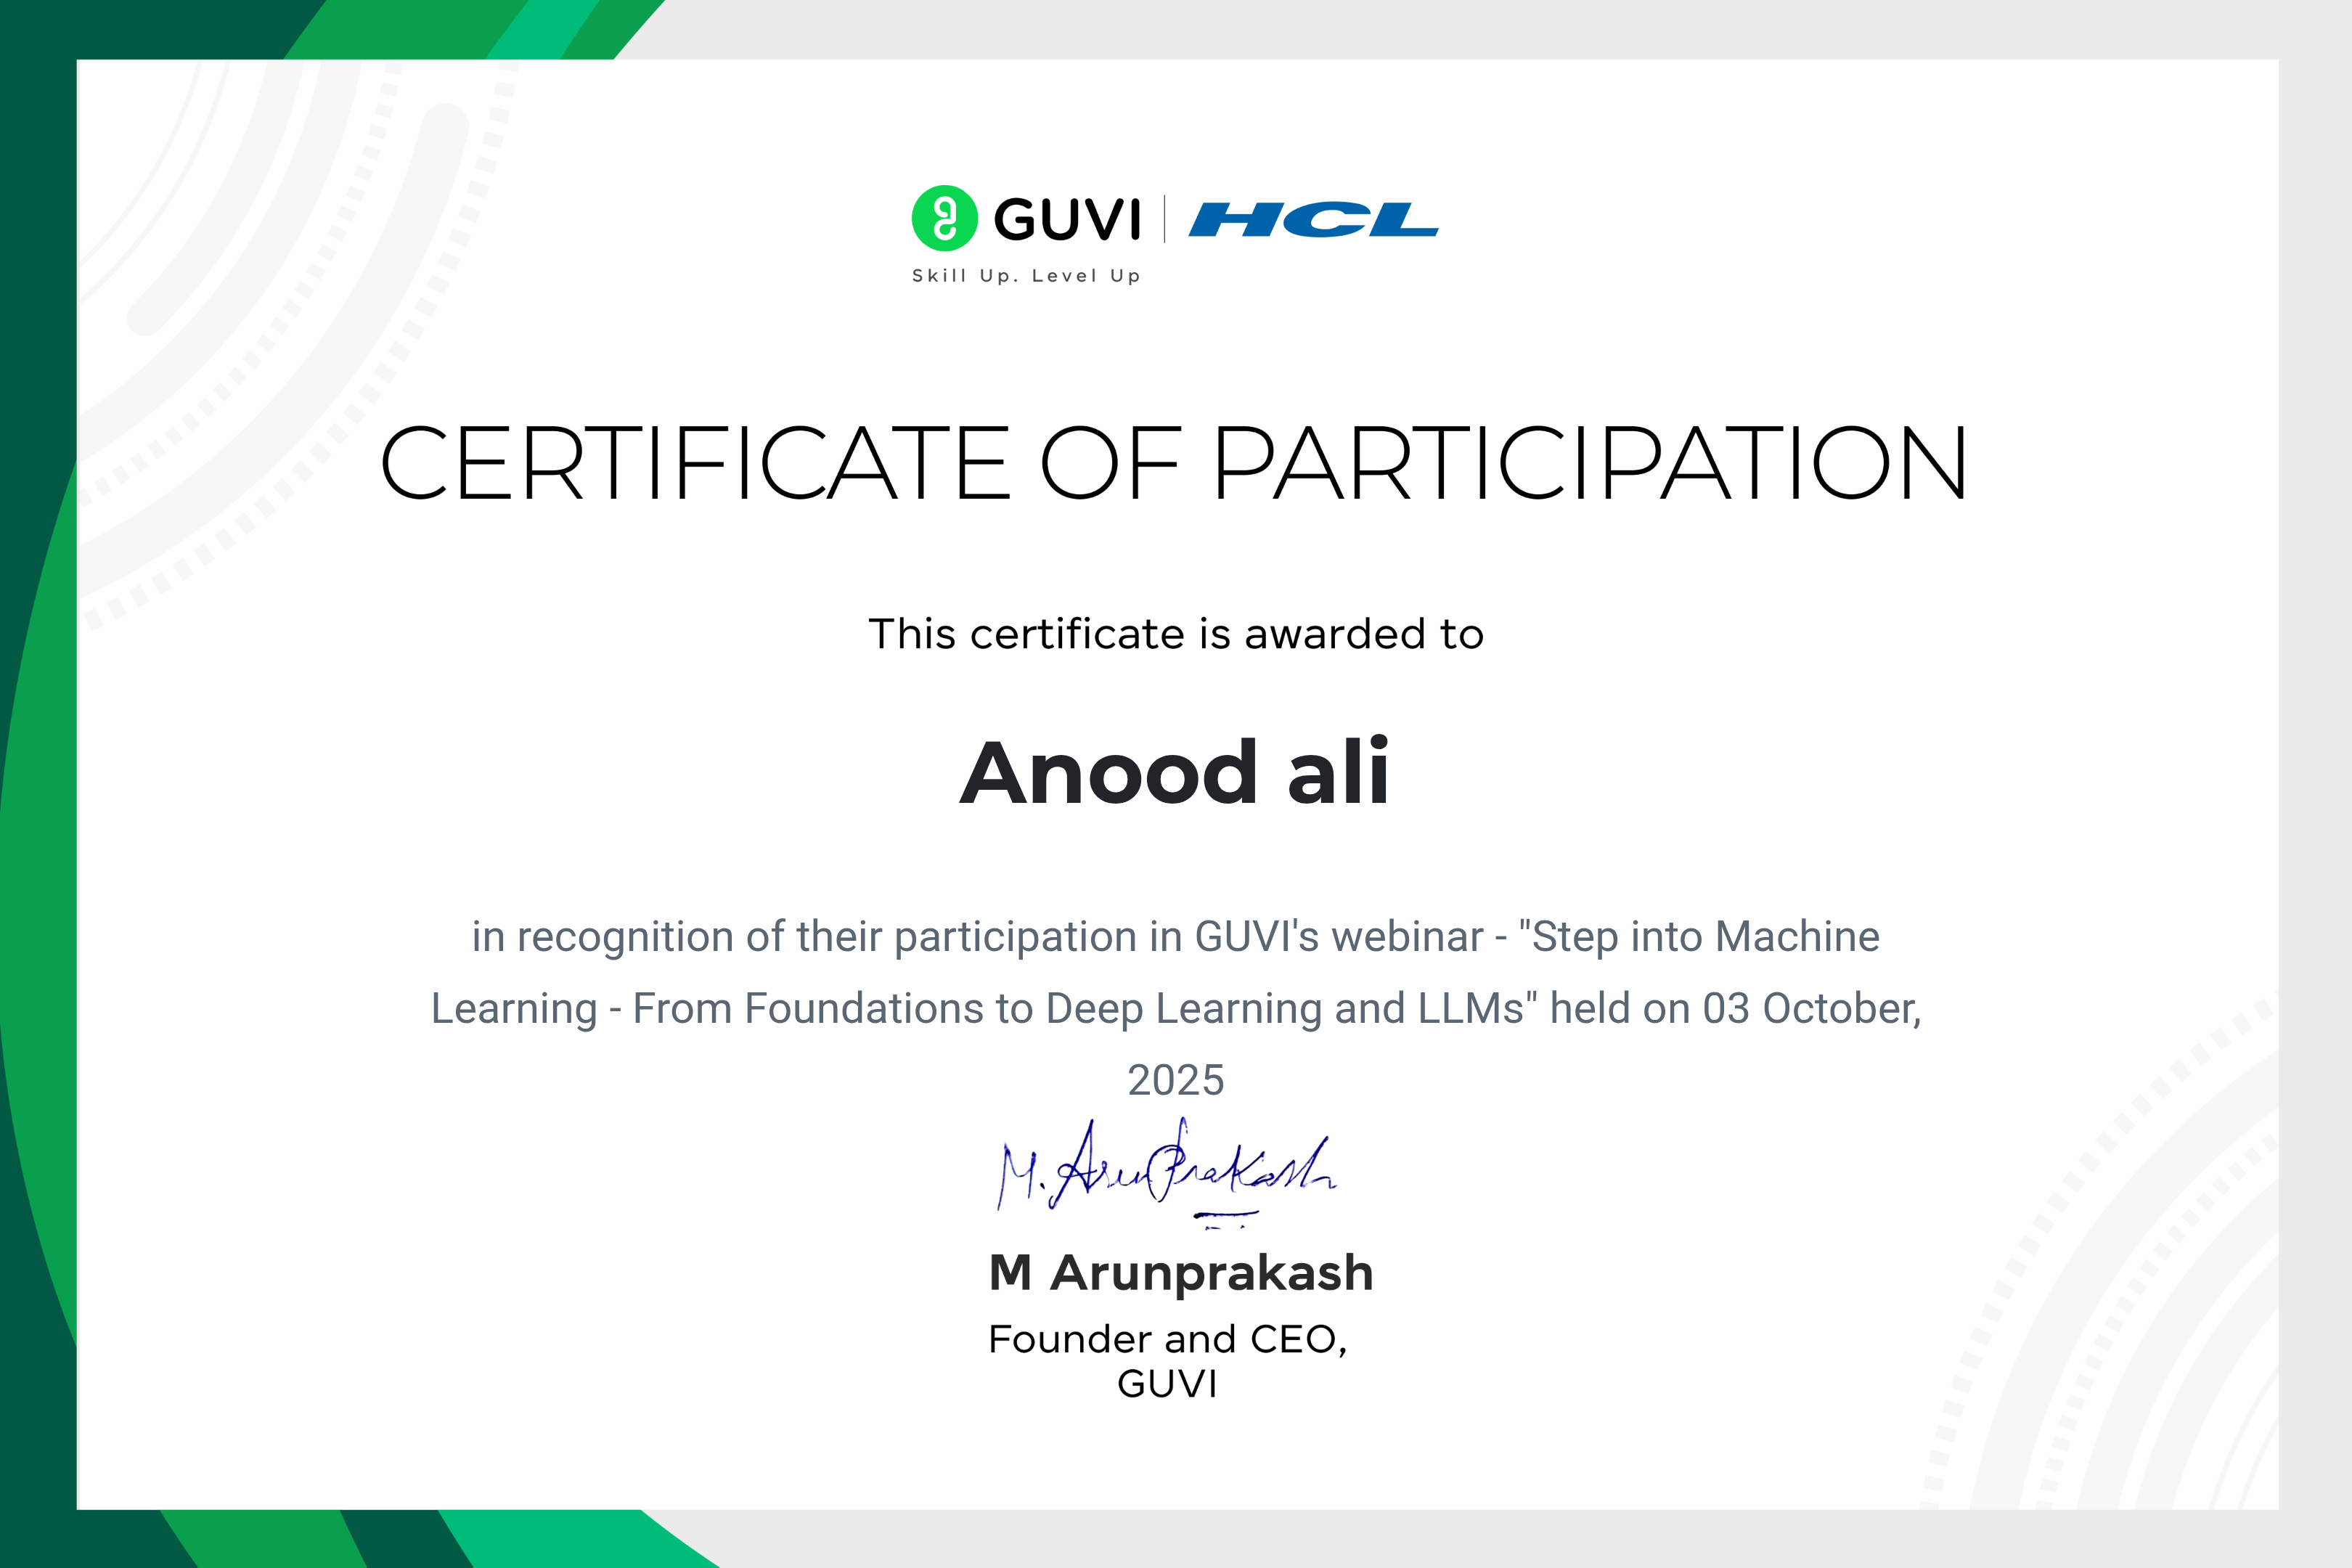 GUVI HCL
Skill Up. Level Up
CERTIFICATE OF PARTICIPATION
This certificate is awarded to
Anood ali
in recognition of their participation in GUVI's webinar - "Step into Machine
Learning - From Foundations to Deep Learning and LLMs" held on 03 October,
2025
M. ArunPrakash
M Arunprakash
Founder and CEO,
GUVI